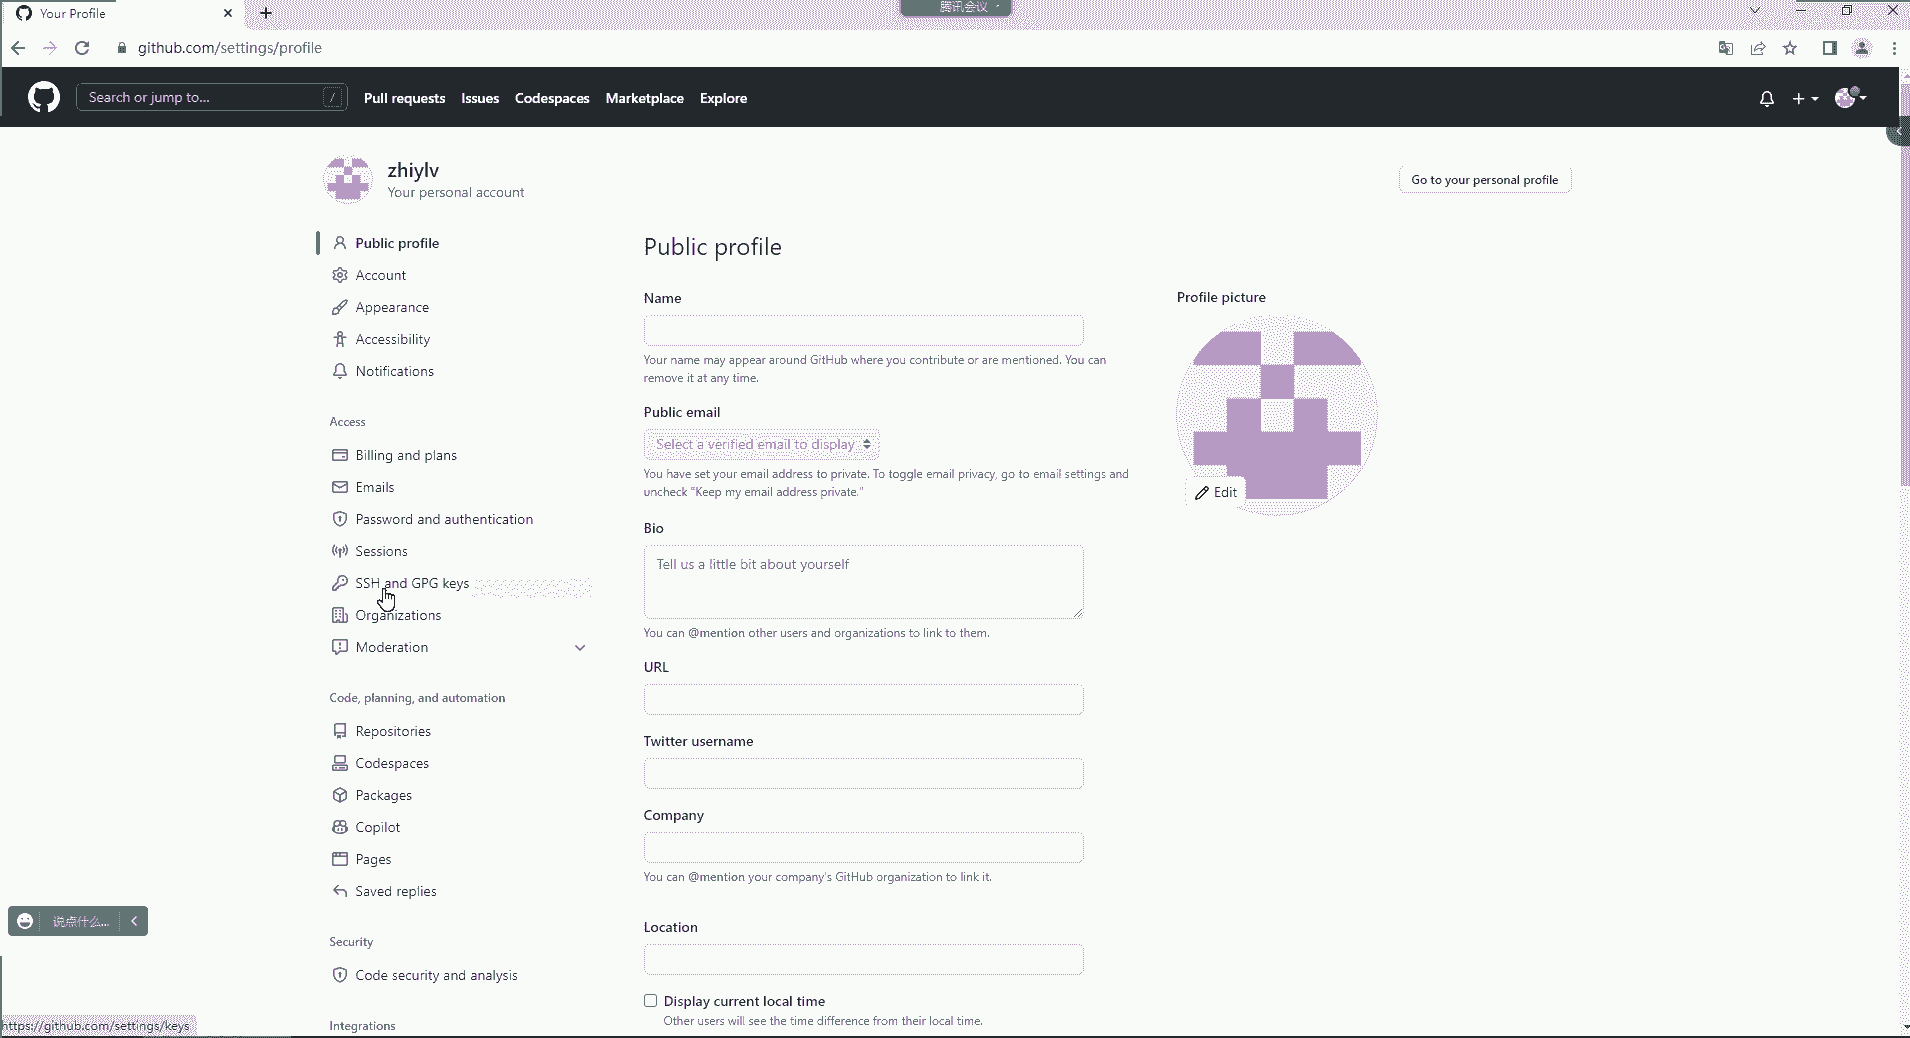 Your Profile
腾讯会议
github.com/settings/profile
Search or jump to...
/
Pull requests
Issues
Codespaces
Marketplace
Explore
zhiylv
Your personal account
Go to your personal profile
Public profile
Account
Appearance
Accessibility
Notifications
Access
Billing and plans
Emails
Password and authentication
Sessions
SSH and GPG keys
Organizations
Moderation
Code, planning, and automation
Repositories
Codespaces
Packages
Copilot
Pages
Saved replies
Security
Code security and analysis
Integrations
Public profile
Name
Your name may appear around GitHub where you contribute or are mentioned. You can
remove it at any time.
Public email
Select a verified email to display
You have set your email address to private. To toggle email privacy, go to email settings and
uncheck "Keep my email address private."
Bio
Tell us a little bit about yourself
You can @mention other users and organizations to link to them.
URL
Twitter username
Company
You can @mention your company's GitHub organization to link it.
Location
Display current local time
Other users will see the time difference from their local time.
Profile picture
Edit
说点什么...
https://github.com/settings/keys